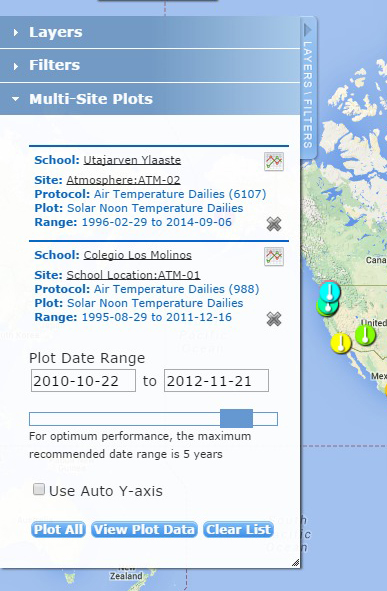 Layers
Filters
Multi-Site Plots
LAYERS \ FILTERS
School: Utajarven Ylaaste
Site: Atmosphere:ATM-02
Protocol: Air Temperature Dailies (6107)
Plot: Solar Noon Temperature Dailies
Range: 1996-02-29 to 2014-09-06
School: Colegio Los Molinos
Site: School Location:ATM-01
Protocol: Air Temperature Dailies (988)
Plot: Solar Noon Temperature Dailies
Range: 1995-08-29 to 2011-12-16
Plot Date Range
2010-10-22 to 2012-11-21
For optimum performance, the maximum
recommended date range is 5 years
Use Auto Y-axis
Plot All View Plot Data Clear List
Cana
United
Mex
New
Zealand